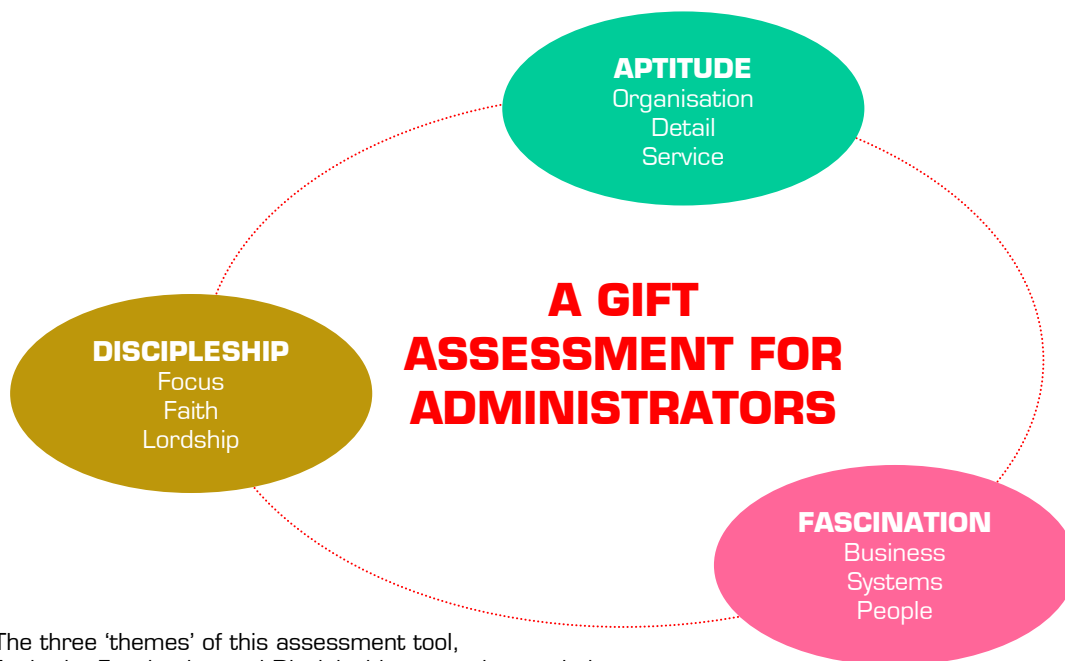 APTITUDE
Organisation
Detail
Service
A GIFT
ASSESSMENT FOR
ADMINISTRATORS
DISCIPLESHIP
Focus
Faith
Lordship
FASCINATION
Business
Systems
People
The three ‘themes’ of this assessment tool,